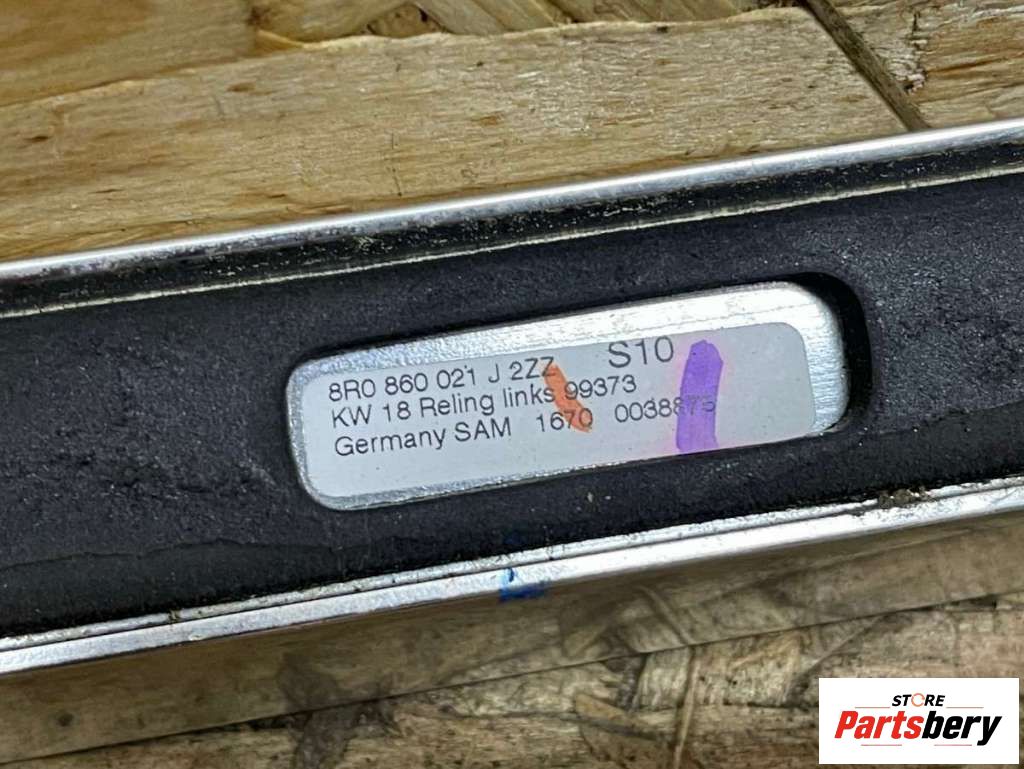 8R0 860 021 J 2ZZ S10
KW 18 Reling links 99373
Germany SAM 1670 0038875
STORE
Partsbery